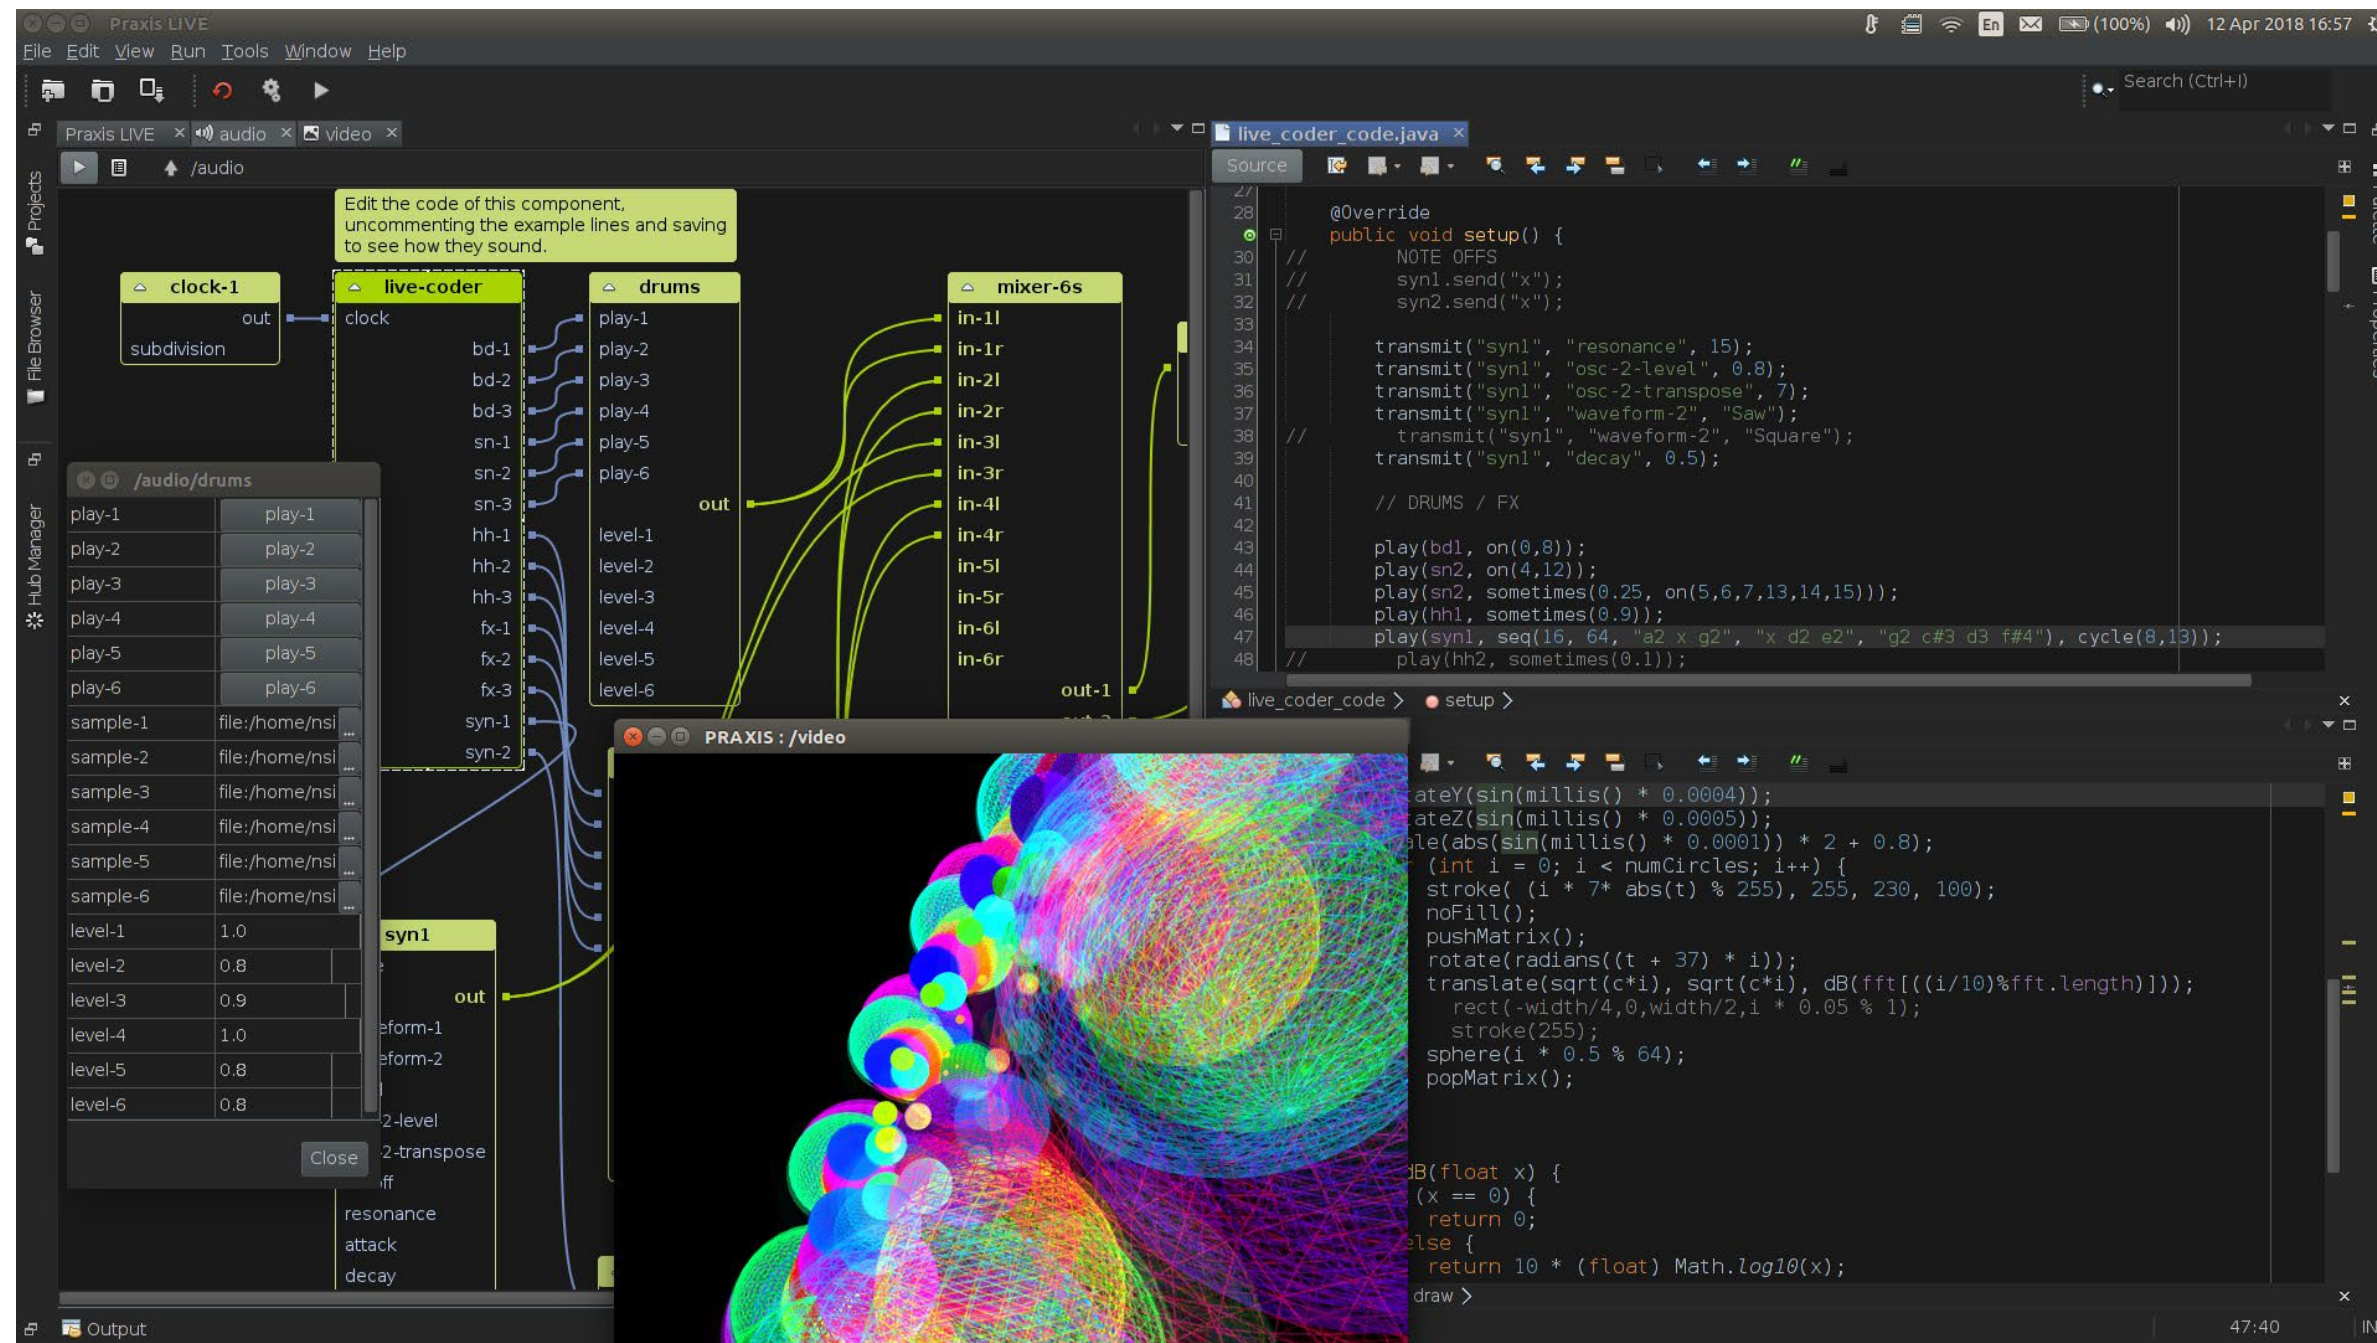 Praxis LIVE
En (100%) 12 Apr 2018 16:57
File Edit View Run Tools Window Help
Search (Ctrl+I)
Praxis LIVE × audio × video ×
/audio
Projects
File Browser
Hub Manager
Edit the code of this component,
uncommenting the example lines and saving
to see how they sound.
clock-1
out
subdivision
live-coder
clock
bd-1
bd-2
bd-3
sn-1
sn-2
sn-3
hh-1
hh-2
hh-3
fx-1
fx-2
fx-3
syn-1
syn-2
drums
play-1
play-2
play-3
play-4
play-5
play-6
out
level-1
level-2
level-3
level-4
level-5
level-6
mixer-6s
in-1l
in-1r
in-2l
in-2r
in-3l
in-3r
in-4l
in-4r
in-5l
in-5r
in-6l
in-6r
out-1
/audio/drums
play-1 play-1
play-2 play-2
play-3 play-3
play-4 play-4
play-5 play-5
play-6 play-6
sample-1 file:/home/nsi ...
sample-2 file:/home/nsi ...
sample-3 file:/home/nsi ...
sample-4 file:/home/nsi ...
sample-5 file:/home/nsi ...
sample-6 file:/home/nsi ...
level-1 1.0
level-2 0.8
level-3 0.9
level-4 1.0
level-5 0.8
level-6 0.8
Close
syn1
out
eform-1
eform-2
-2-level
-2-transpose
ff
resonance
attack
decay
PRAXIS : /video
Output
live_coder_code.java ×
Source
27
28 @Override
public void setup() {
30 // NOTE OFFS
31 // syn1.send("x");
32 // syn2.send("x");
33
34 transmit("syn1", "resonance", 15);
35 transmit("syn1", "osc-2-level", 0.8);
36 transmit("syn1", "osc-2-transpose", 7);
37 transmit("syn1", "waveform-2", "Saw");
38 // transmit("syn1", "waveform-2", "Square");
39 transmit("syn1", "decay", 0.5);
40
41 // DRUMS / FX
42
43 play(bd1, on(0,8));
44 play(sn2, on(4,12));
45 play(sn2, sometimes(0.25, on(5,6,7,13,14,15)));
46 play(hh1, sometimes(0.9));
47 play(syn1, seq(16, 64, "a2 x g2", "x d2 e2", "g2 c#3 d3 f#4"), cycle(8,13));
48 // play(hh2, sometimes(0.1));
live_coder_code > setup >
ateY(sin(millis() * 0.0004));
tateZ(sin(millis() * 0.0005));
ale(abs(sin(millis() * 0.0001)) * 2 + 0.8);
(int i = 0; i < numCircles; i++) {
stroke( (i * 7* abs(t) % 255), 255, 230, 100);
noFill();
pushMatrix();
rotate(radians((t + 37) * i));
translate(sqrt(c*i), sqrt(c*i), dB(fft[((i/10)%fft.length)]));
rect(-width/4,0,width/2,i * 0.05 % 1);
stroke(255);
sphere(i * 0.5 % 64);
popMatrix();
dB(float x) {
(x == 0) {
return 0;
else {
return 10 * (float) Math.log10(x);
draw >
47:40 IN